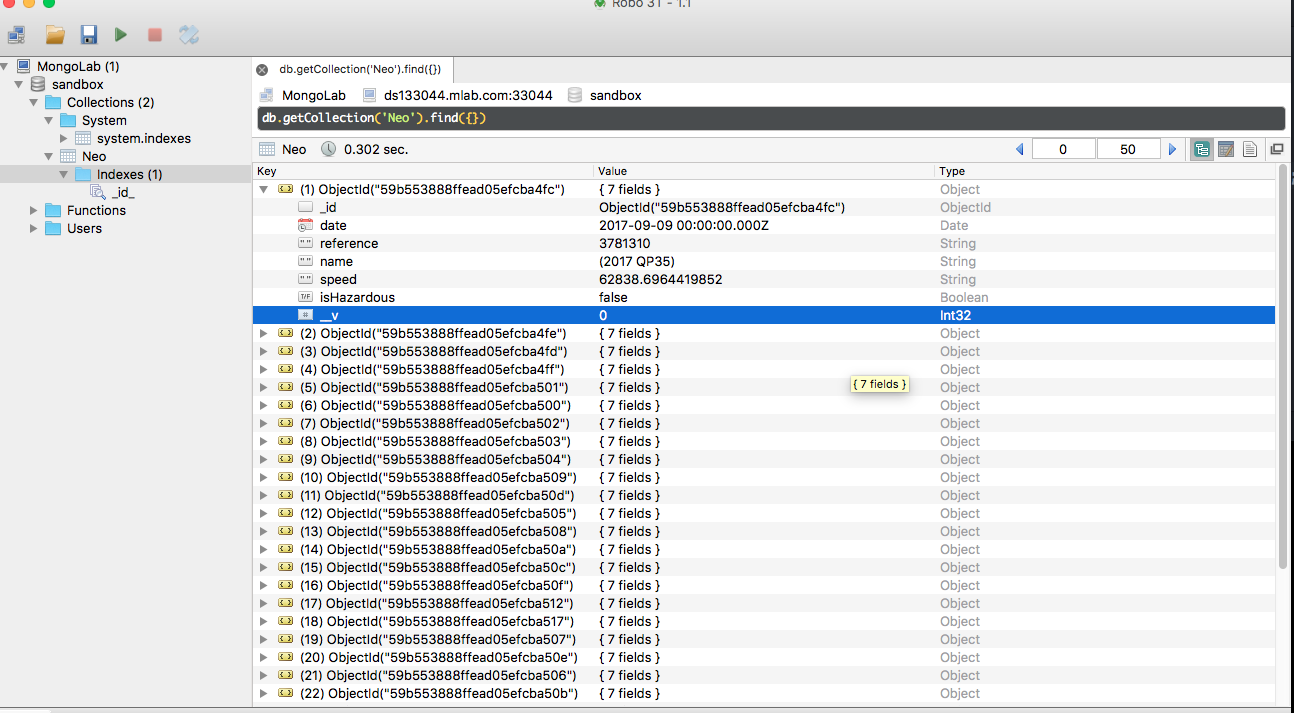 Robo 3T - 1.1
MongoLab (1)
sandbox
Collections (2)
System
system.indexes
Neo
Indexes (1)
_id_
Functions
Users
db.getCollection('Neo').find({})
MongoLab ds133044.mlab.com:33044 sandbox
db.getCollection('Neo').find({})
Neo 0.302 sec. 0 50
Key Value Type
(1) ObjectId("59b553888ffead05efcba4fc") { 7 fields } Object
_id ObjectId("59b553888ffead05efcba4fc") ObjectId
date 2017-09-09 00:00:00.000Z Date
"" reference 3781310 String
"" name (2017 QP35) String
"" speed 62838.6964419852 String
T/F isHazardous false Boolean
# __v 0 Int32
(2) ObjectId("59b553888ffead05efcba4fe") { 7 fields } Object
(3) ObjectId("59b553888ffead05efcba4fd") { 7 fields } Object
(4) ObjectId("59b553888ffead05efcba4ff") { 7 fields } Object
(5) ObjectId("59b553888ffead05efcba501") { 7 fields } Object
{ 7 fields }
(6) ObjectId("59b553888ffead05efcba500") { 7 fields } Object
(7) ObjectId("59b553888ffead05efcba502") { 7 fields } Object
(8) ObjectId("59b553888ffead05efcba503") { 7 fields } Object
(9) ObjectId("59b553888ffead05efcba504") { 7 fields } Object
(10) ObjectId("59b553888ffead05efcba509") { 7 fields } Object
(11) ObjectId("59b553888ffead05efcba50d") { 7 fields } Object
(12) ObjectId("59b553888ffead05efcba505") { 7 fields } Object
(13) ObjectId("59b553888ffead05efcba508") { 7 fields } Object
(14) ObjectId("59b553888ffead05efcba50a") { 7 fields } Object
(15) ObjectId("59b553888ffead05efcba50c") { 7 fields } Object
(16) ObjectId("59b553888ffead05efcba50f") { 7 fields } Object
(17) ObjectId("59b553888ffead05efcba512") { 7 fields } Object
(18) ObjectId("59b553888ffead05efcba517") { 7 fields } Object
(19) ObjectId("59b553888ffead05efcba507") { 7 fields } Object
(20) ObjectId("59b553888ffead05efcba50e") { 7 fields } Object
(21) ObjectId("59b553888ffead05efcba506") { 7 fields } Object
(22) ObjectId("59b553888ffead05efcba50b") { 7 fields } Object